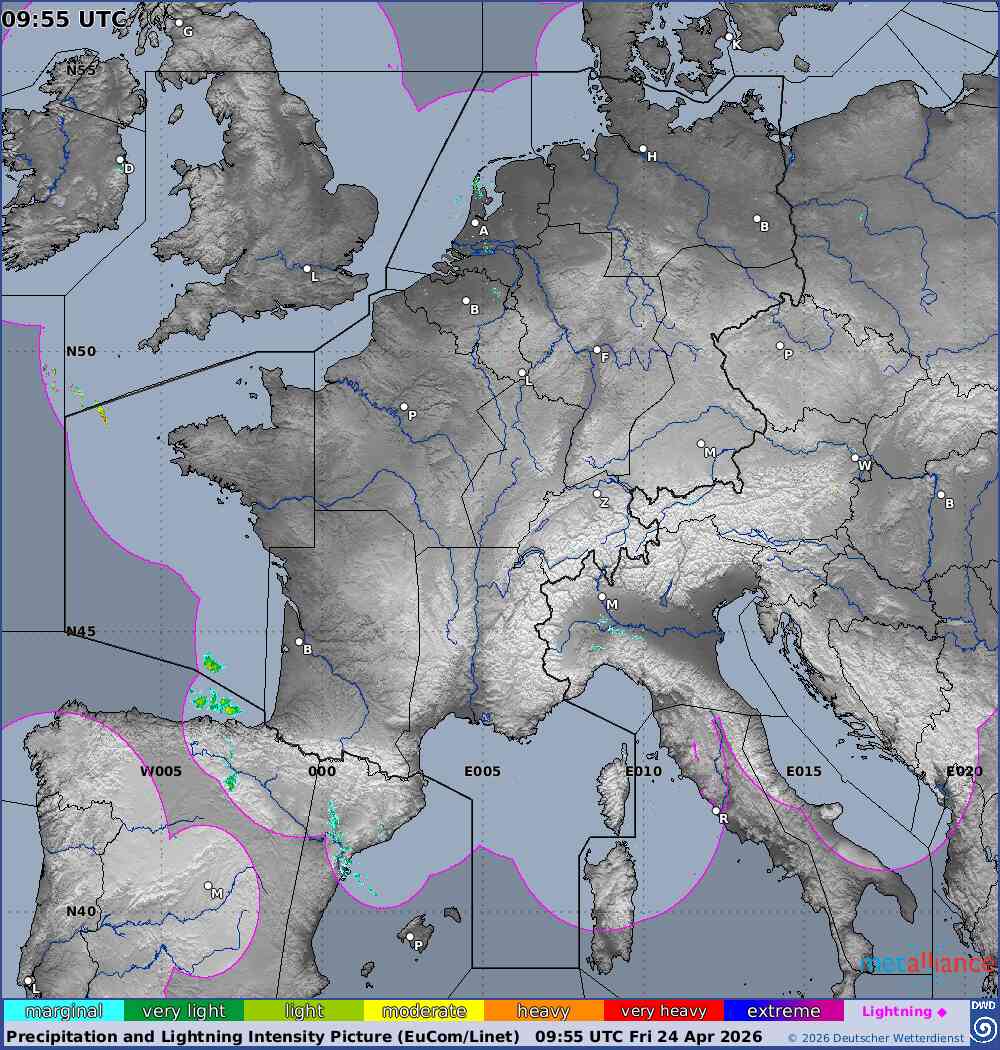 09:55 UTC
G
K
N55
D
H
A
B
L
B
N50
F
P
P
L
M
W
Z
B
M
N45
B
W005
000
E005
E010
E015
E020
R
M
N40
P
L
metalliance
marginal
very light
light
moderate
heavy
very heavy
extreme
Lightning ◆
DWD
Precipitation and Lightning Intensity Picture (EuCom/Linet) 09:55 UTC Fri 24 Apr 2026
© 2026 Deutscher Wetterdienst